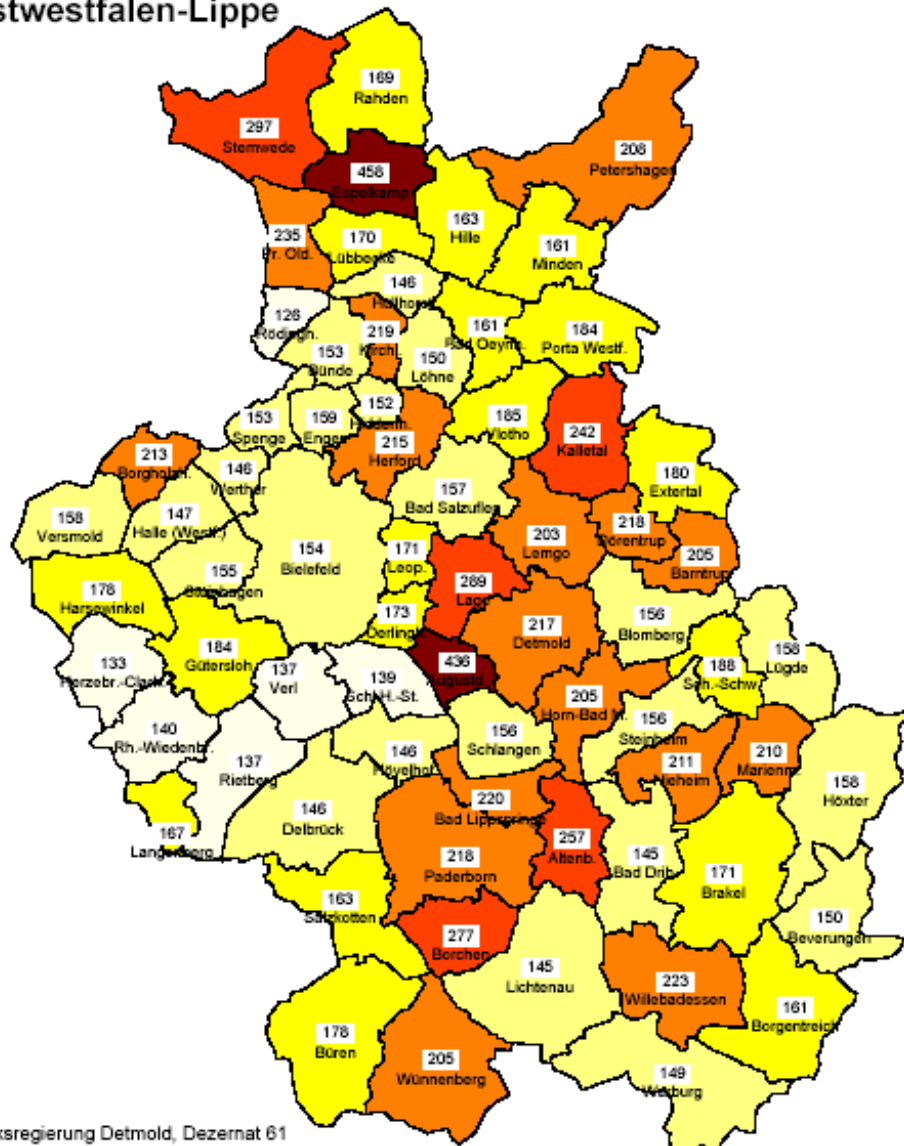 stwestfalen-Lippe
169
Rahden
297
Stemwede
208
Petershagen
458
Espelkamp
163
Hille
235
Pr. Old.
170
Lübbecke
161
Minden
146
Hüllhorst
126
Rödingh.
219
Kirchl.
161
Bad Oeynh.
184
Porta Westf.
153
Bünde
150
Löhne
152
Hiddenh.
185
Vlotho
242
Kalletal
153
Spenge
159
Enger
215
Herford
213
Borgholzh.
146
Werther
157
Bad Salzuflen
180
Extertal
158
Versmold
147
Halle (Westf.)
154
Bielefeld
171
Leop.
203
Lemgo
218
Dörentrup
205
Barntrup
155
Steinhagen
289
Lage
178
Harsewinkel
173
Oerlingh.
217
Detmold
156
Blomberg
184
Gütersloh
133
Herzebr.-Clarh.
137
Verl
139
Schl.H.-St.
436
Augustd.
188
Sch.-Schw.
158
Lügde
205
Horn-Bad M.
140
Rh.-Wiedenbr.
137
Rietberg
146
Hövelhof
156
Schlangen
156
Steinheim
211
Nieheim
210
Marienm.
158
Höxter
167
Langenberg
146
Delbrück
220
Bad Lippspringe
257
Altenb.
145
Bad Drib.
171
Brakel
218
Paderborn
163
Salzkotten
277
Borchen
150
Beverungen
145
Lichtenau
223
Willebadessen
161
Borgentreich
178
Büren
205
Wünnenberg
149
Warburg
ksregierung Detmold, Dezernat 61